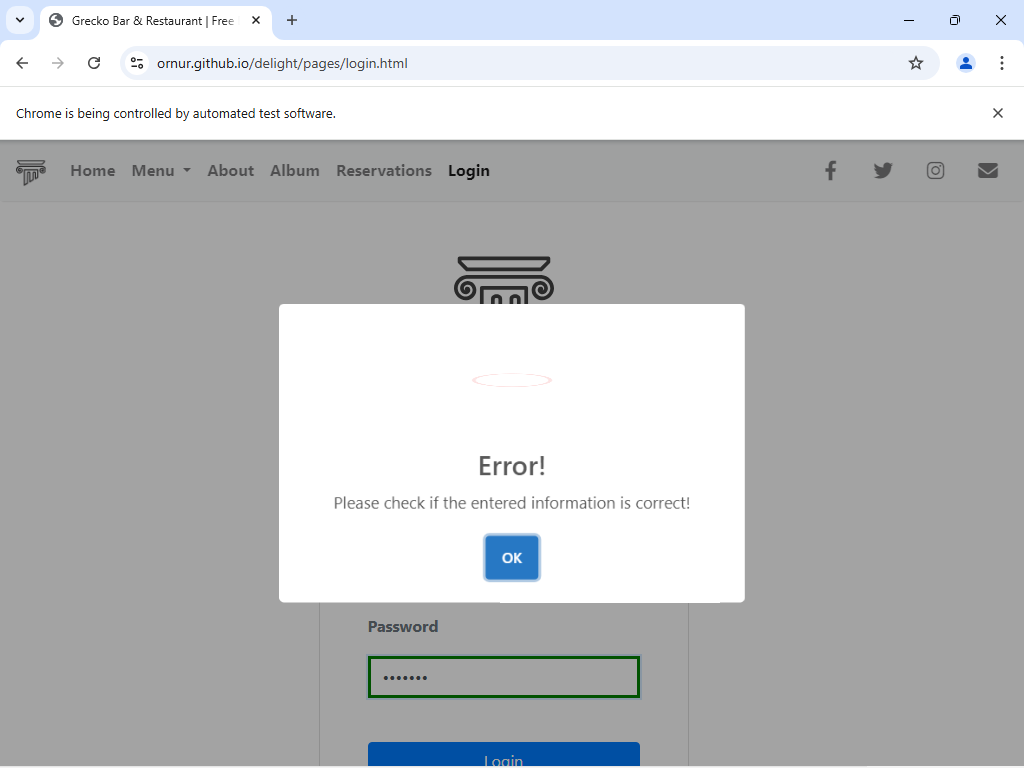 Grecko Bar & Restaurant | Free
ornur.github.io/delight/pages/login.html
Chrome is being controlled by automated test software.
Home Menu About Album Reservations Login
Error!
Please check if the entered information is correct!
OK
Password
•••••••
Login